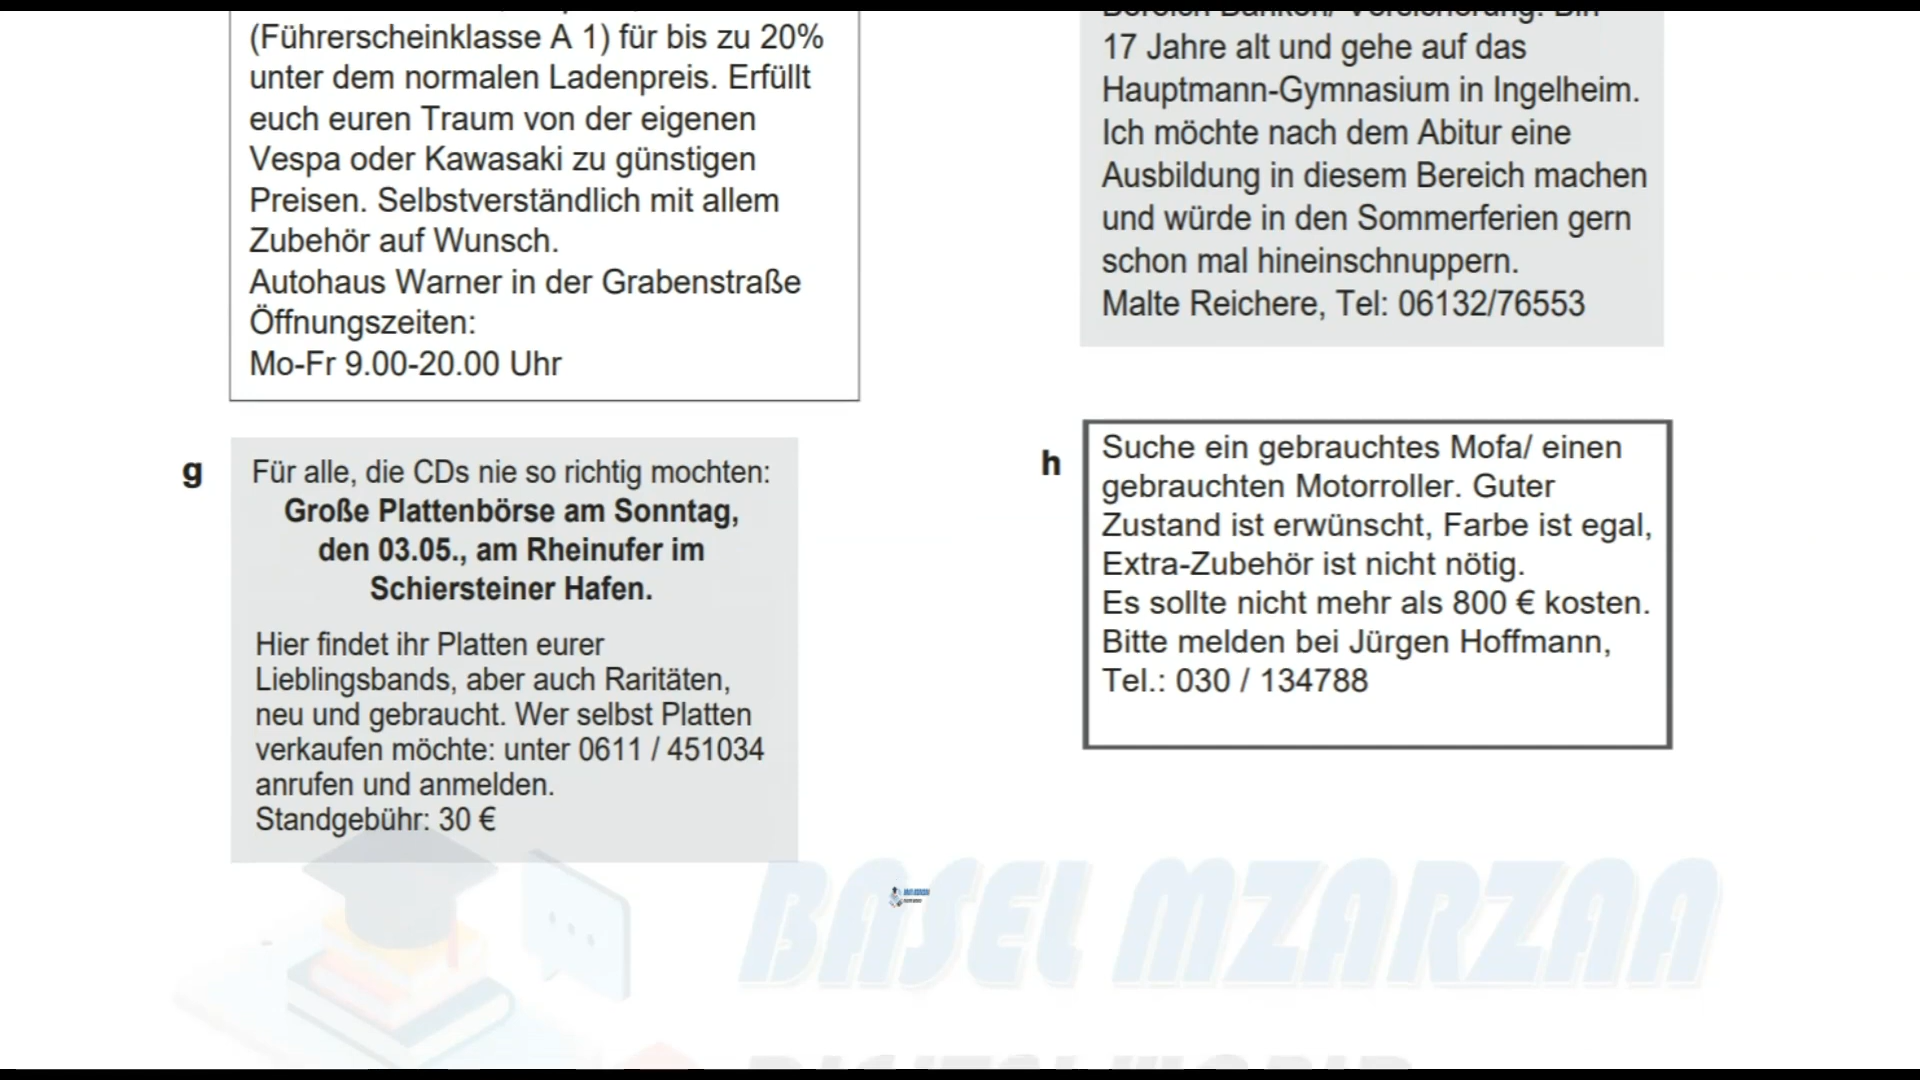 (Führerscheinklasse A 1) für bis zu 20%
unter dem normalen Ladenpreis. Erfüllt
euch euren Traum von der eigenen
Vespa oder Kawasaki zu günstigen
Preisen. Selbstverständlich mit allem
Zubehör auf Wunsch.
Autohaus Warner in der Grabenstraße
Öffnungszeiten:
Mo-Fr 9.00-20.00 Uhr
Bereich Banken/ Versicherung. Bin
17 Jahre alt und gehe auf das
Hauptmann-Gymnasium in Ingelheim.
Ich möchte nach dem Abitur eine
Ausbildung in diesem Bereich machen
und würde in den Sommerferien gern
schon mal hineinschnuppern.
Malte Reichere, Tel: 06132/76553
g
Für alle, die CDs nie so richtig mochten:
Große Plattenbörse am Sonntag,
den 03.05., am Rheinufer im
Schiersteiner Hafen.
Hier findet ihr Platten eurer
Lieblingsbands, aber auch Raritäten,
neu und gebraucht. Wer selbst Platten
verkaufen möchte: unter 0611 / 451034
anrufen und anmelden.
Standgebühr: 30 €
h
Suche ein gebrauchtes Mofa/ einen
gebrauchten Motorroller. Guter
Zustand ist erwünscht, Farbe ist egal,
Extra-Zubehör ist nicht nötig.
Es sollte nicht mehr als 800 € kosten.
Bitte melden bei Jürgen Hoffmann,
Tel.: 030 / 134788
BASEL MZARZAA
DIGITAL WORLD